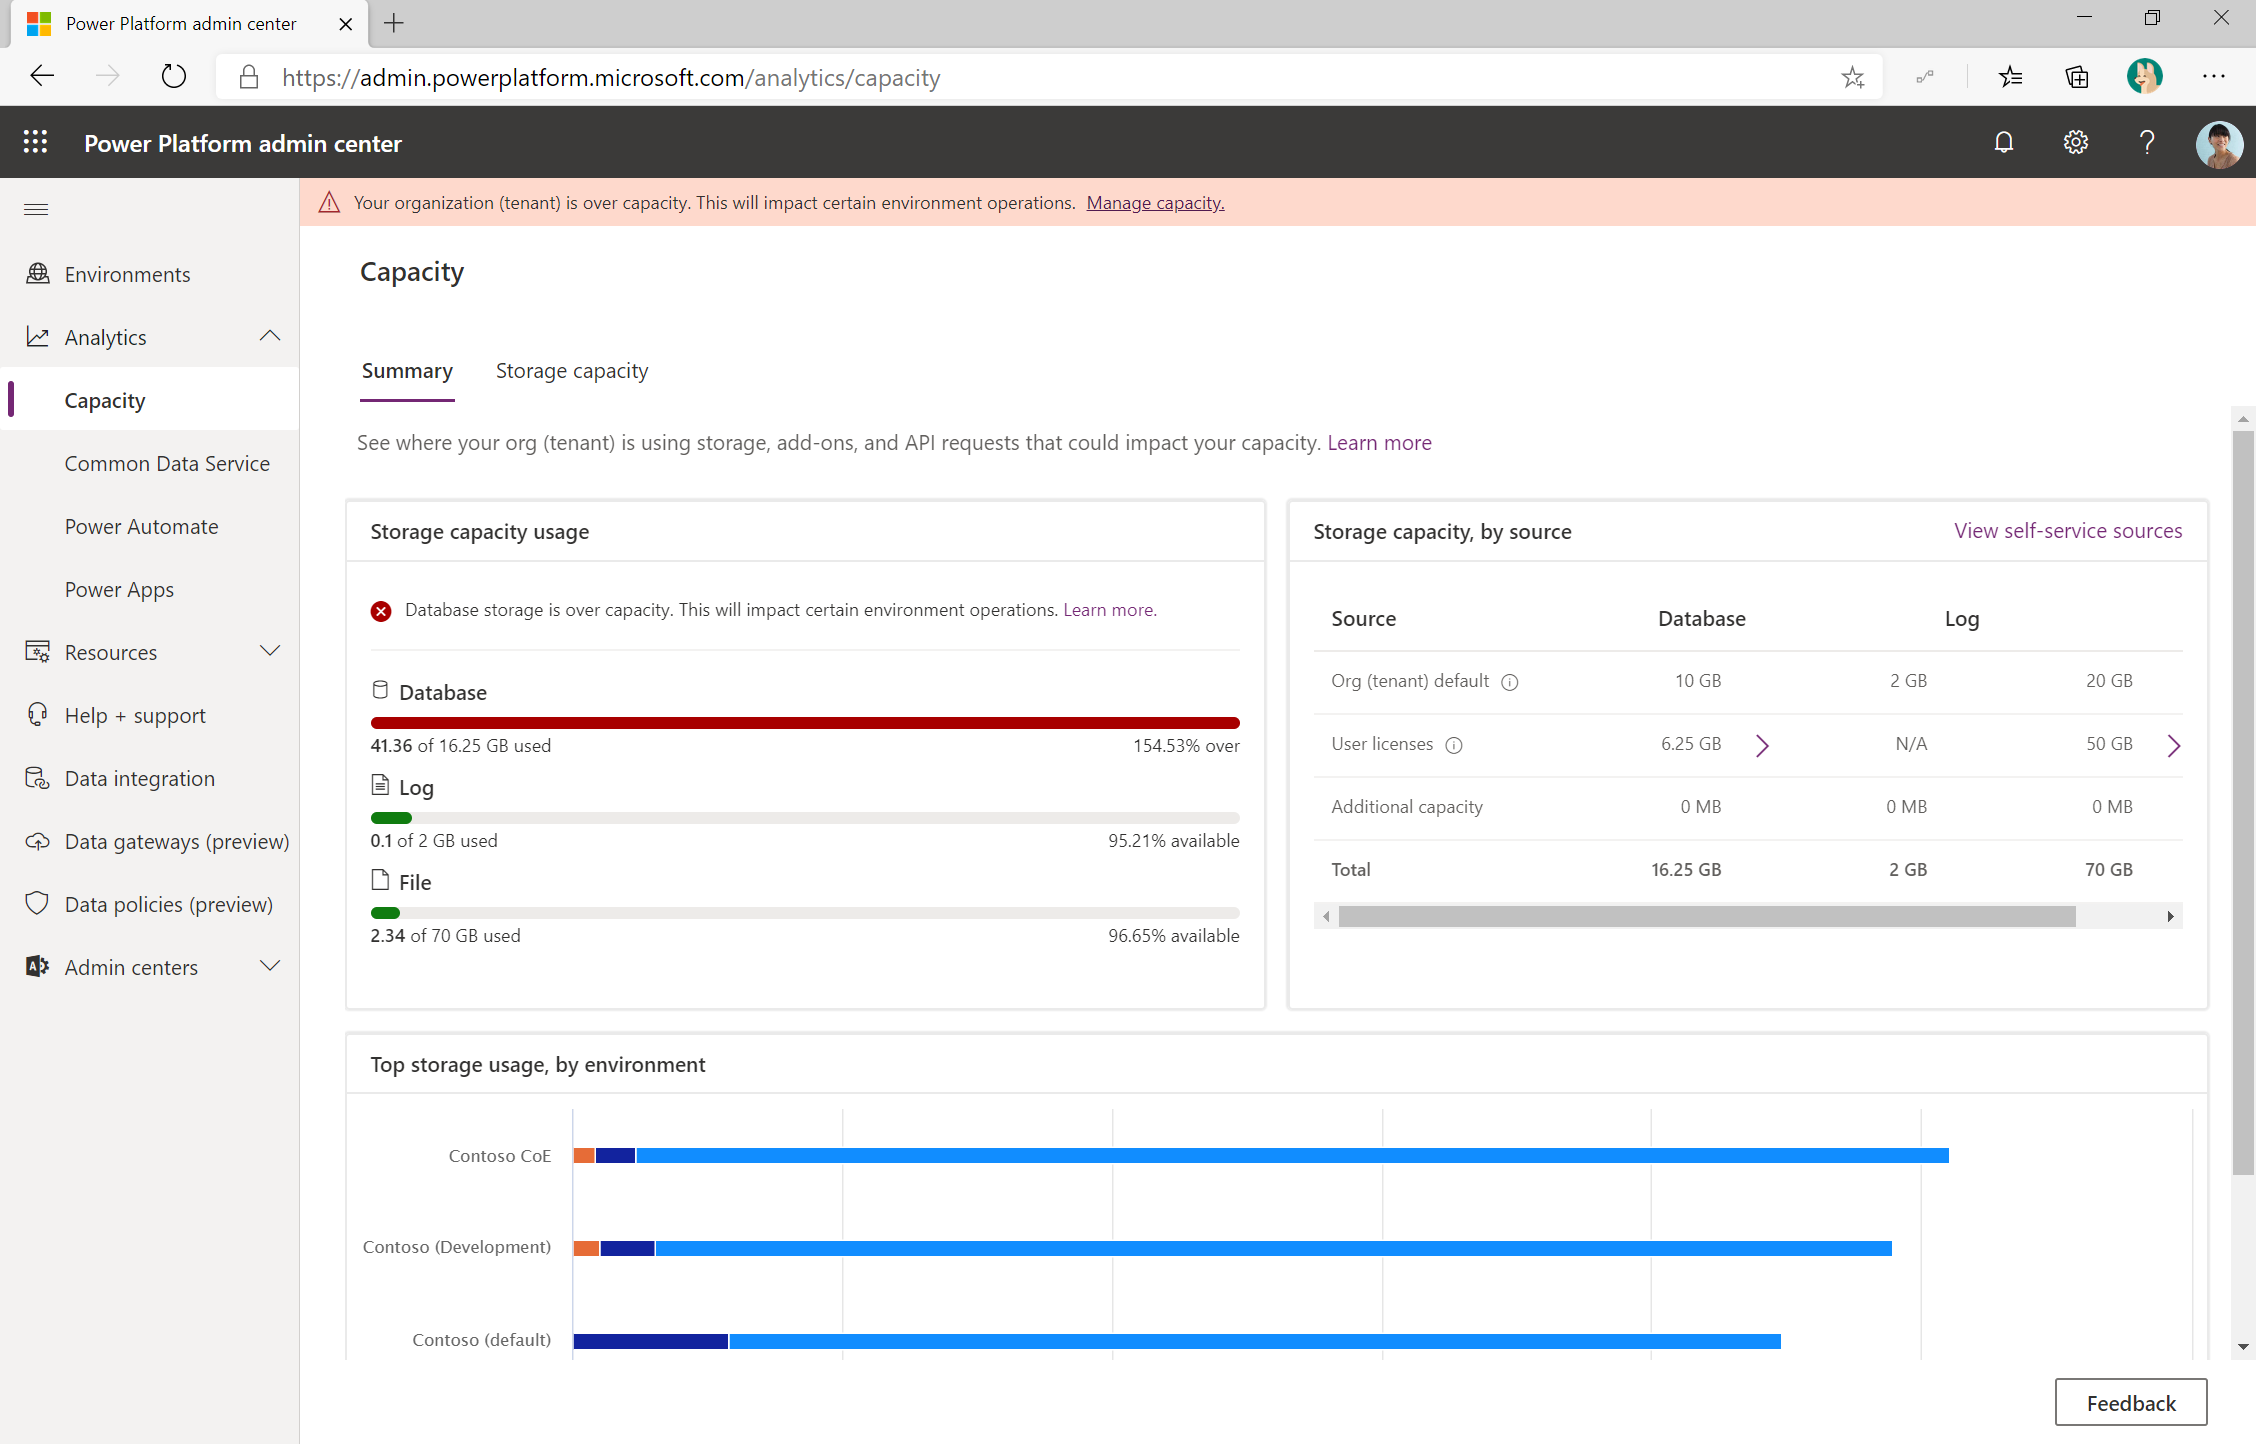 Power Platform admin center
https://admin.powerplatform.microsoft.com/analytics/capacity
Power Platform admin center
Your organization (tenant) is over capacity. This will impact certain environment operations. Manage capacity.
Environments
Analytics
Capacity
Common Data Service
Power Automate
Power Apps
Resources
Help + support
Data integration
Data gateways (preview)
Data policies (preview)
Admin centers
Capacity
Summary Storage capacity
See where your org (tenant) is using storage, add-ons, and API requests that could impact your capacity. Learn more
Storage capacity usage
Database storage is over capacity. This will impact certain environment operations. Learn more.
Database
41.36 of 16.25 GB used 154.53% over
Log
0.1 of 2 GB used 95.21% available
File
2.34 of 70 GB used 96.65% available
Storage capacity, by source View self-service sources
Source Database Log
Org (tenant) default 10 GB 2 GB 20 GB
User licenses 6.25 GB N/A 50 GB
Additional capacity 0 MB 0 MB 0 MB
Total 16.25 GB 2 GB 70 GB
Top storage usage, by environment
Contoso CoE
Contoso (Development)
Contoso (default)
Feedback